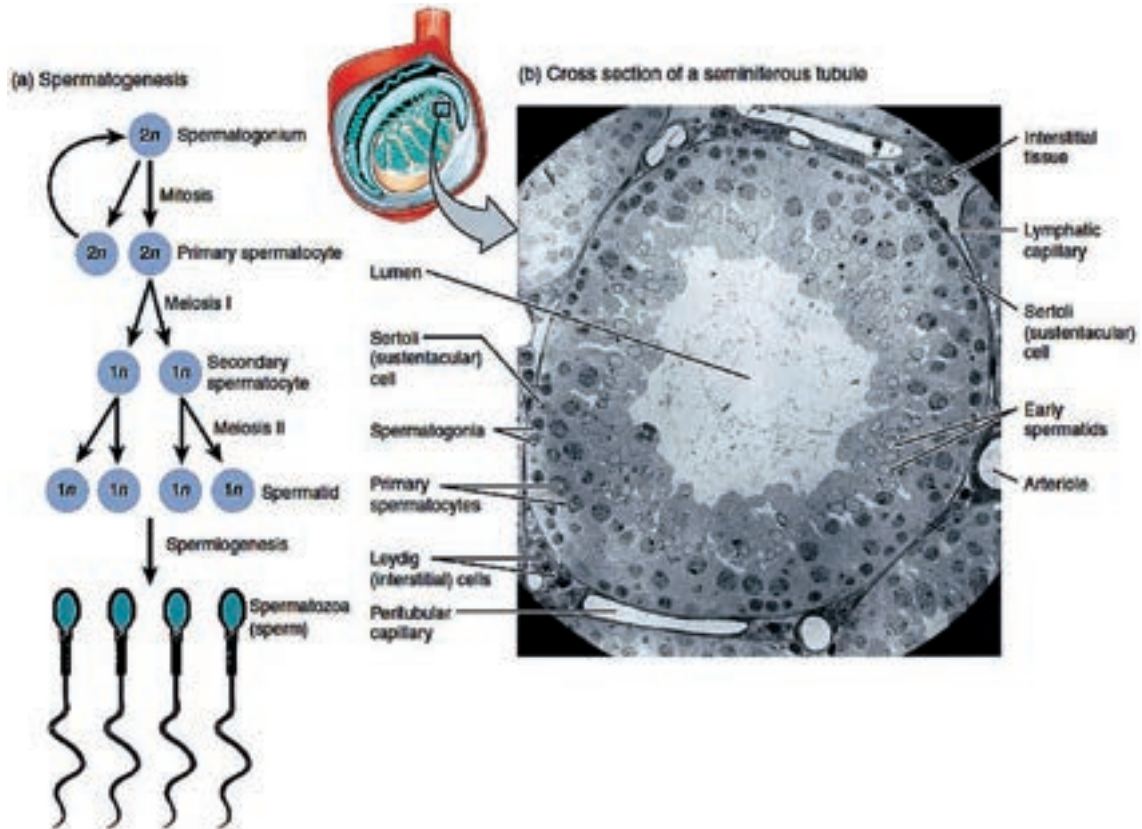 (a) Spermatogenesis
2n
Spermatogonium
Mitosis
2n
2n
Primary spermatocyte
Meiosis I
1n
1n
Secondary
spermatocyte
Meiosis II
1n
1n
1n
1n
Spermatid
Spermiogenesis
Spermatozoa
(sperm)
(b) Cross section of a seminiferous tubule
Lumen
Sertoli
(sustentacular)
cell
Spermatogonia
Primary
spermatocytes
Leydig
(interstitial) cells
Peritubular
capillary
Interstitial
tissue
Lymphatic
capillary
Sertoli
(sustentacular)
cell
Early
spermatids
Arteriole